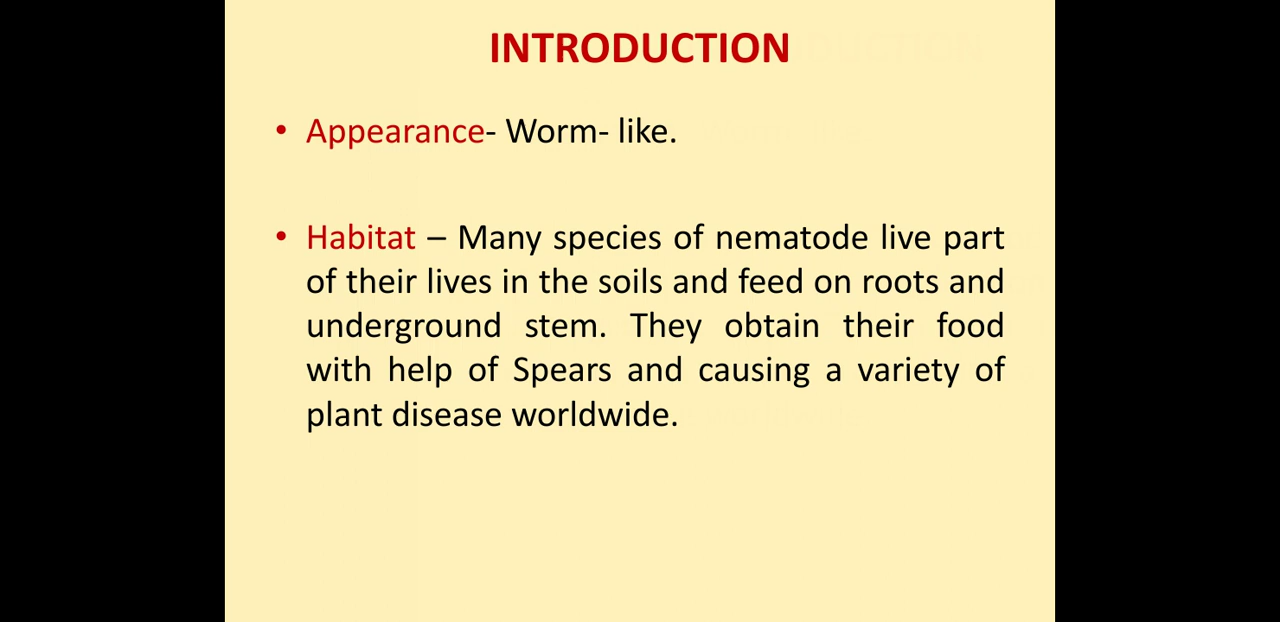 INTRODUCTION
• Appearance- Worm- like.
• Habitat – Many species of nematode live part
of their lives in the soils and feed on roots and
underground stem. They obtain their food
with help of Spears and causing a variety of
plant disease worldwide.